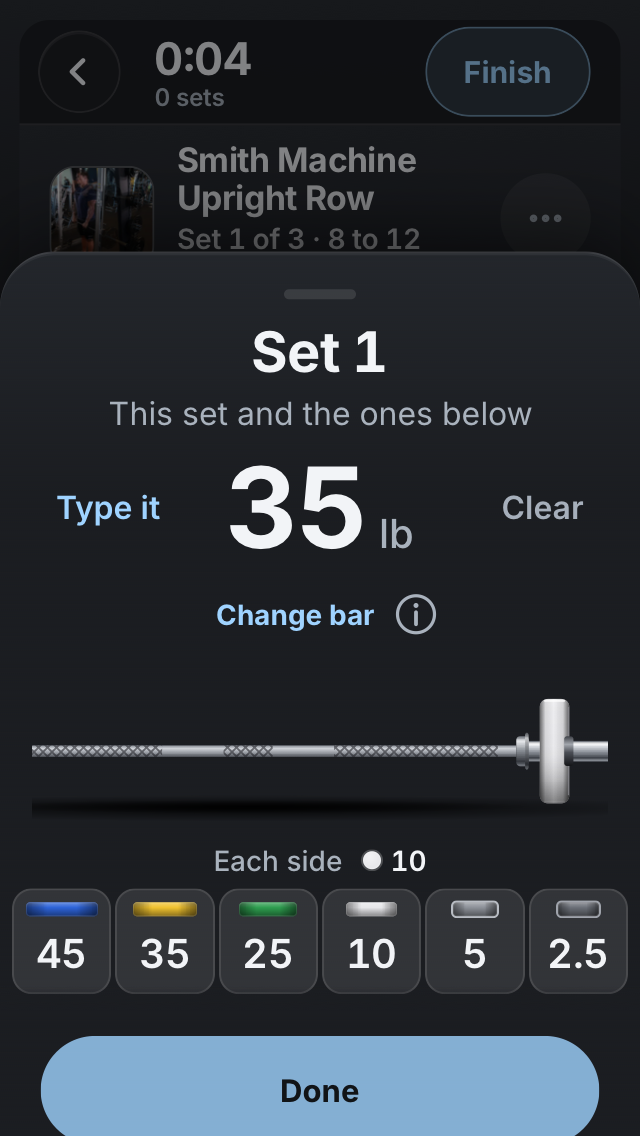 0:04
0 sets
Finish
Smith Machine
Upright Row
Set 1 of 3 · 8 to 12
Set 1
This set and the ones below
Type it
35 lb
Clear
Change bar
Each side 10
45 35 25 10 5 2.5
Done